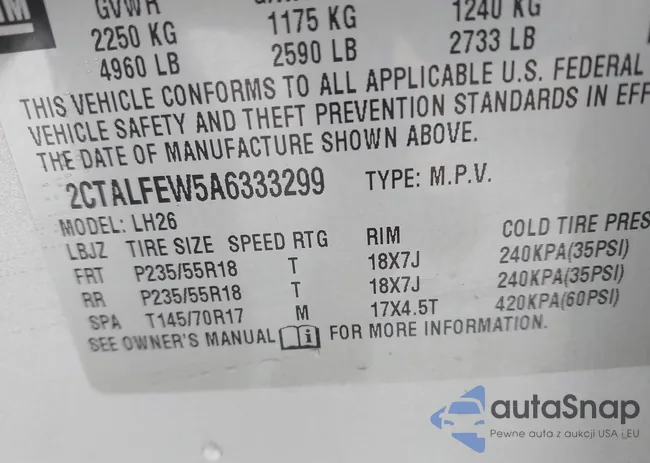 GM
GVWR
2250 KG 1175 KG 1240 KG
4960 LB 2590 LB 2733 LB
THIS VEHICLE CONFORMS TO ALL APPLICABLE U.S. FEDERAL
VEHICLE SAFETY AND THEFT PREVENTION STANDARDS IN EFF
THE DATE OF MANUFACTURE SHOWN ABOVE.
2CTALFEW5A6333299 TYPE: M.P.V.
MODEL: LH26
LBJZ TIRE SIZE SPEED RTG RIM COLD TIRE PRES
FRT P235/55R18 T 18X7J 240KPA(35PSI)
RR P235/55R18 T 18X7J 240KPA(35PSI)
SPA T145/70R17 M 17X4.5T 420KPA(60PSI)
SEE OWNER'S MANUAL i FOR MORE INFORMATION.
autaSnap
Pewne auta z aukcji USA i EU